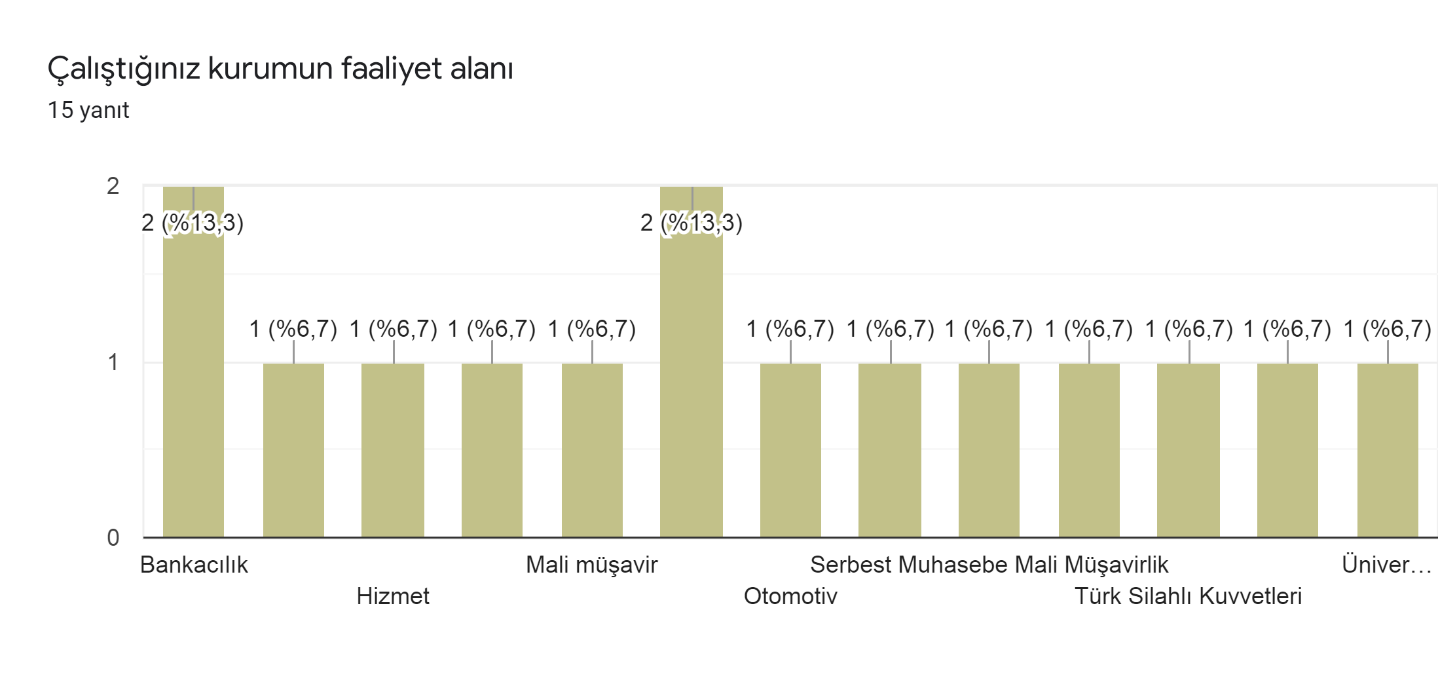 Çalıştığınız kurumun faaliyet alanı
15 yanıt
2
2 (%13,3)
2 (%13,3)
1 (%6,7) 1 (%6,7) 1 (%6,7) 1 (%6,7) 1 (%6,7) 1 (%6,7) 1 (%6,7) 1 (%6,7) 1 (%6,7) 1 (%6,7) 1 (%6,7)
1
0
Bankacılık Mali müşavir Serbest Muhasebe Mali Müşavirlik Üniver…
Hizmet Otomotiv Türk Silahlı Kuvvetleri